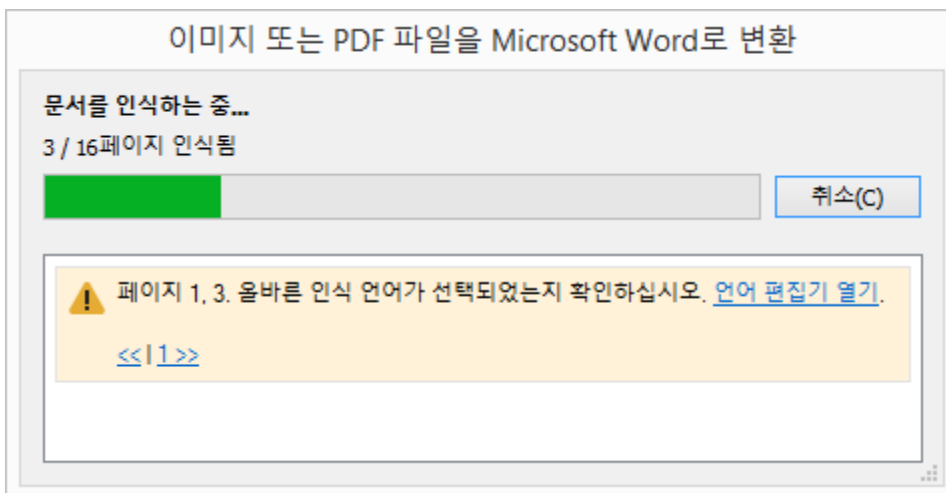 이미지 또는 PDF 파일을 Microsoft Word로 변환
문서를 인식하는 중...
3 / 16페이지 인식됨
취소(C)
페이지 1, 3. 올바른 인식 언어가 선택되었는지 확인하십시오. 언어 편집기 열기.
<< | 1 >>